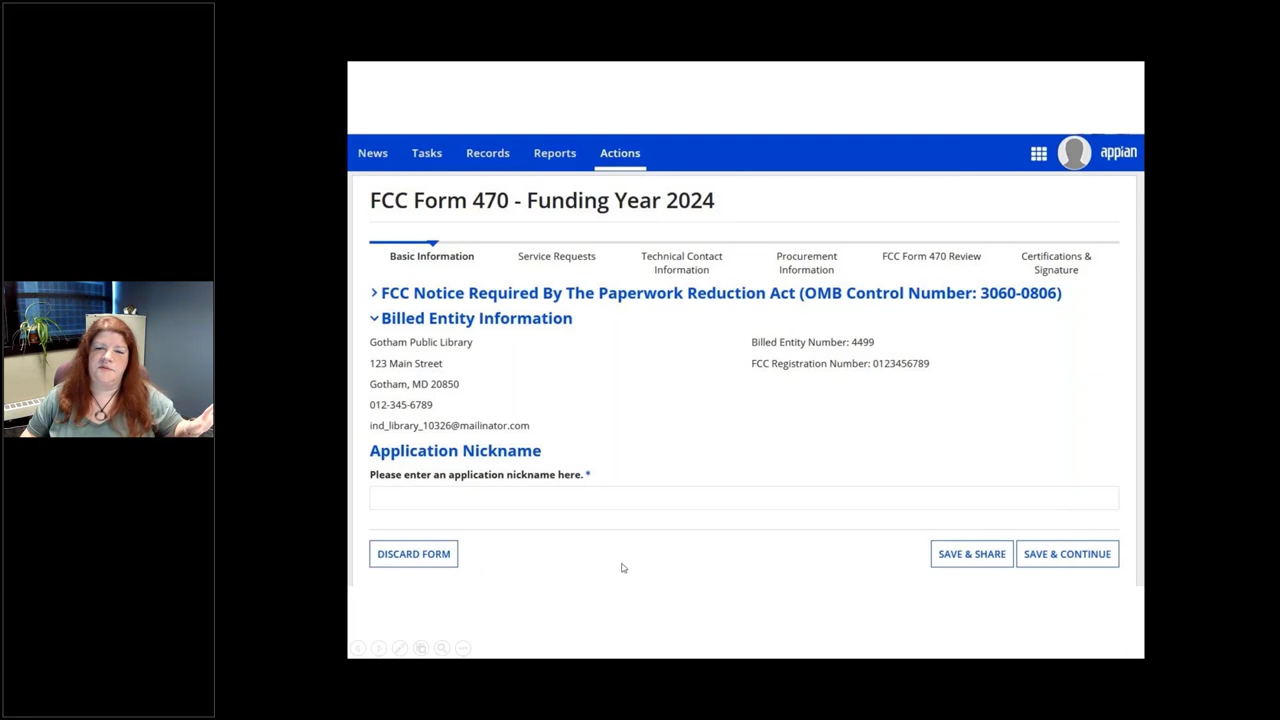 News Tasks Records Reports Actions appian
FCC Form 470 - Funding Year 2024
Basic Information
Service Requests
Technical Contact
Information
Procurement
Information
FCC Form 470 Review
Certifications &
Signature
FCC Notice Required By The Paperwork Reduction Act (OMB Control Number: 3060-0806)
Billed Entity Information
Gotham Public Library
123 Main Street
Gotham, MD 20850
012-345-6789
ind_library_10326@mailinator.com
Billed Entity Number: 4499
FCC Registration Number: 0123456789
Application Nickname
Please enter an application nickname here. *
DISCARD FORM SAVE & SHARE SAVE & CONTINUE